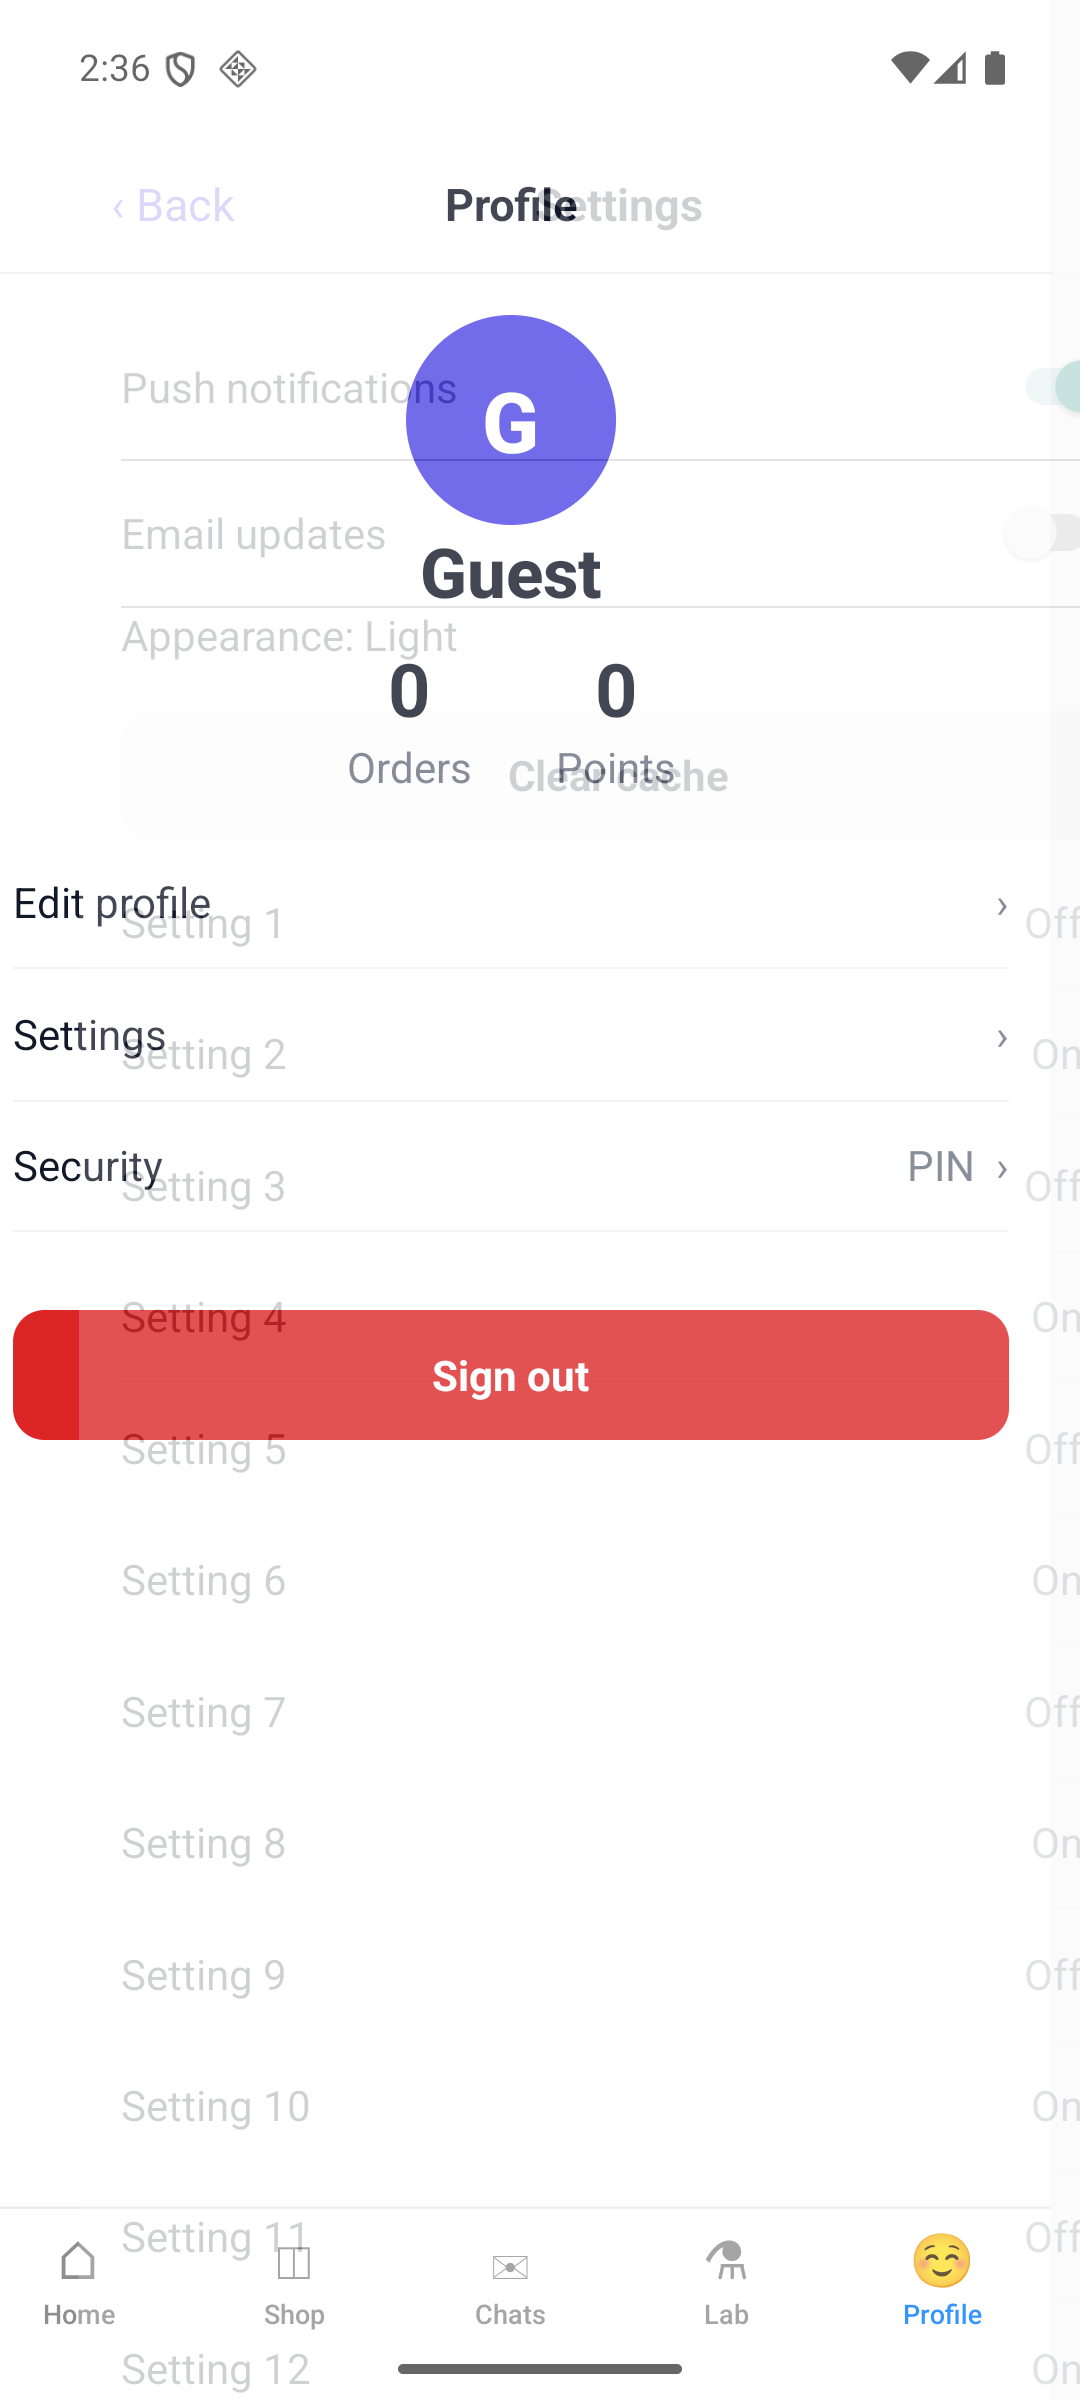 2:36
‹ Back
Profile
Settings
Push notifications
G
Email updates
Guest
Appearance: Light
0
0
Orders
Points
Clear cache
Edit profile
›
Setting 1
Off
Settings
›
Setting 2
On
Security
PIN ›
Setting 3
Off
Setting 4
On
Sign out
Setting 5
Off
Setting 6
On
Setting 7
Off
Setting 8
On
Setting 9
Off
Setting 10
On
Setting 11
Off
Home
Shop
Chats
Lab
Profile
Setting 12
On